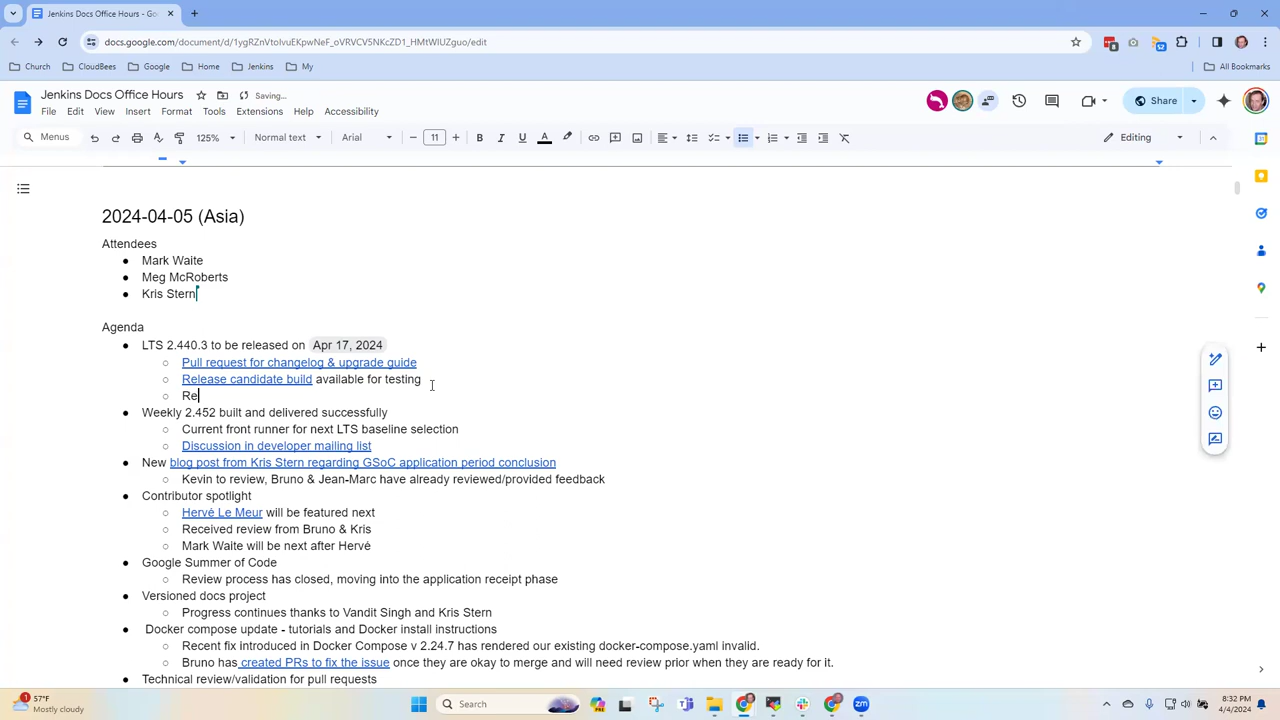 Jenkins Docs Office Hours - Go
docs.google.com/document/d/1ygRZnVtolvuEKpwNeF_oVRVCV5NKcZD1_HMtWlUZguo/edit
Church
CloudBees
Google
Home
Jenkins
My
All Bookmarks
Jenkins Docs Office Hours
Saving...
File Edit View Insert Format Tools Extensions Help Accessibility
Share
Menus
125%
Normal text
Arial
11
Editing
2024-04-05 (Asia)
Attendees
● Mark Waite
● Meg McRoberts
● Kris Stern
Agenda
● LTS 2.440.3 to be released on Apr 17, 2024
○ Pull request for changelog & upgrade guide
○ Release candidate build available for testing
○ Re
● Weekly 2.452 built and delivered successfully
○ Current front runner for next LTS baseline selection
○ Discussion in developer mailing list
● New blog post from Kris Stern regarding GSoC application period conclusion
○ Kevin to review, Bruno & Jean-Marc have already reviewed/provided feedback
● Contributor spotlight
○ Hervé Le Meur will be featured next
○ Received review from Bruno & Kris
○ Mark Waite will be next after Hervé
● Google Summer of Code
○ Review process has closed, moving into the application receipt phase
● Versioned docs project
○ Progress continues thanks to Vandit Singh and Kris Stern
● Docker compose update - tutorials and Docker install instructions
○ Recent fix introduced in Docker Compose v 2.24.7 has rendered our existing docker-compose.yaml invalid.
○ Bruno has created PRs to fix the issue once they are okay to merge and will need review prior when they are ready for it.
● Technical review/validation for pull requests
57°F
Mostly cloudy
Search
8:32 PM
4/4/2024